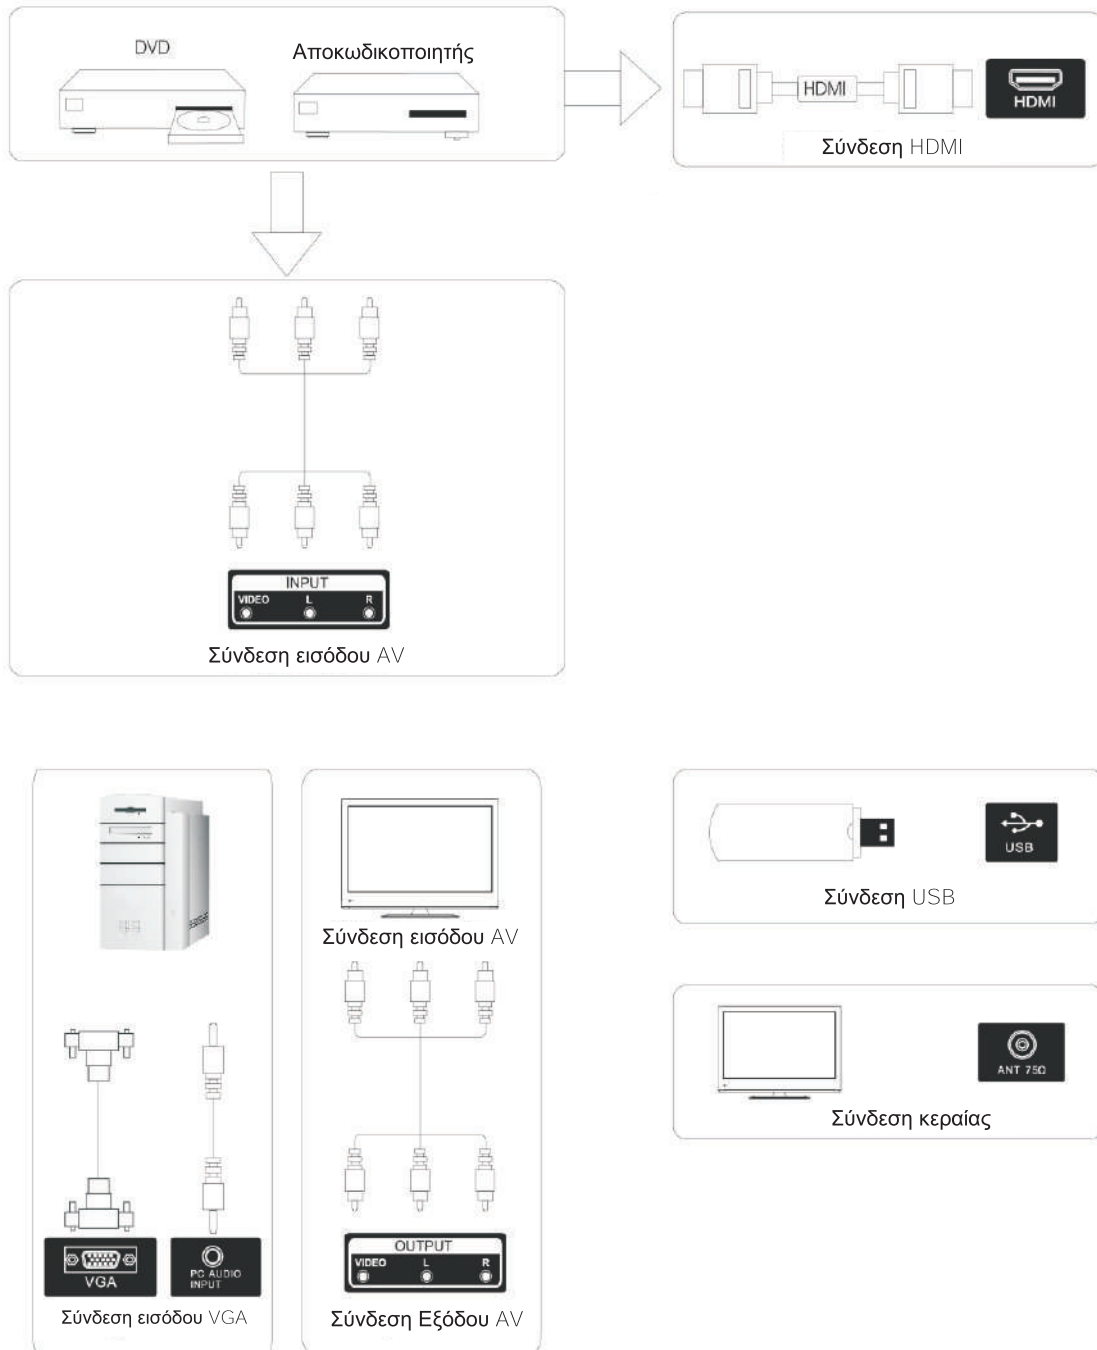 DVD
Αποκωδικοποιητής
HDMI
HDMI
Σύνδεση HDMI
INPUT
VIDEO L R
Σύνδεση εισόδου AV
Σύνδεση εισόδου AV
USB
Σύνδεση USB
ANT 75Ω
Σύνδεση κεραίας
VGA
PC AUDIO
INPUT
Σύνδεση εισόδου VGA
OUTPUT
VIDEO L R
Σύνδεση Εξόδου AV